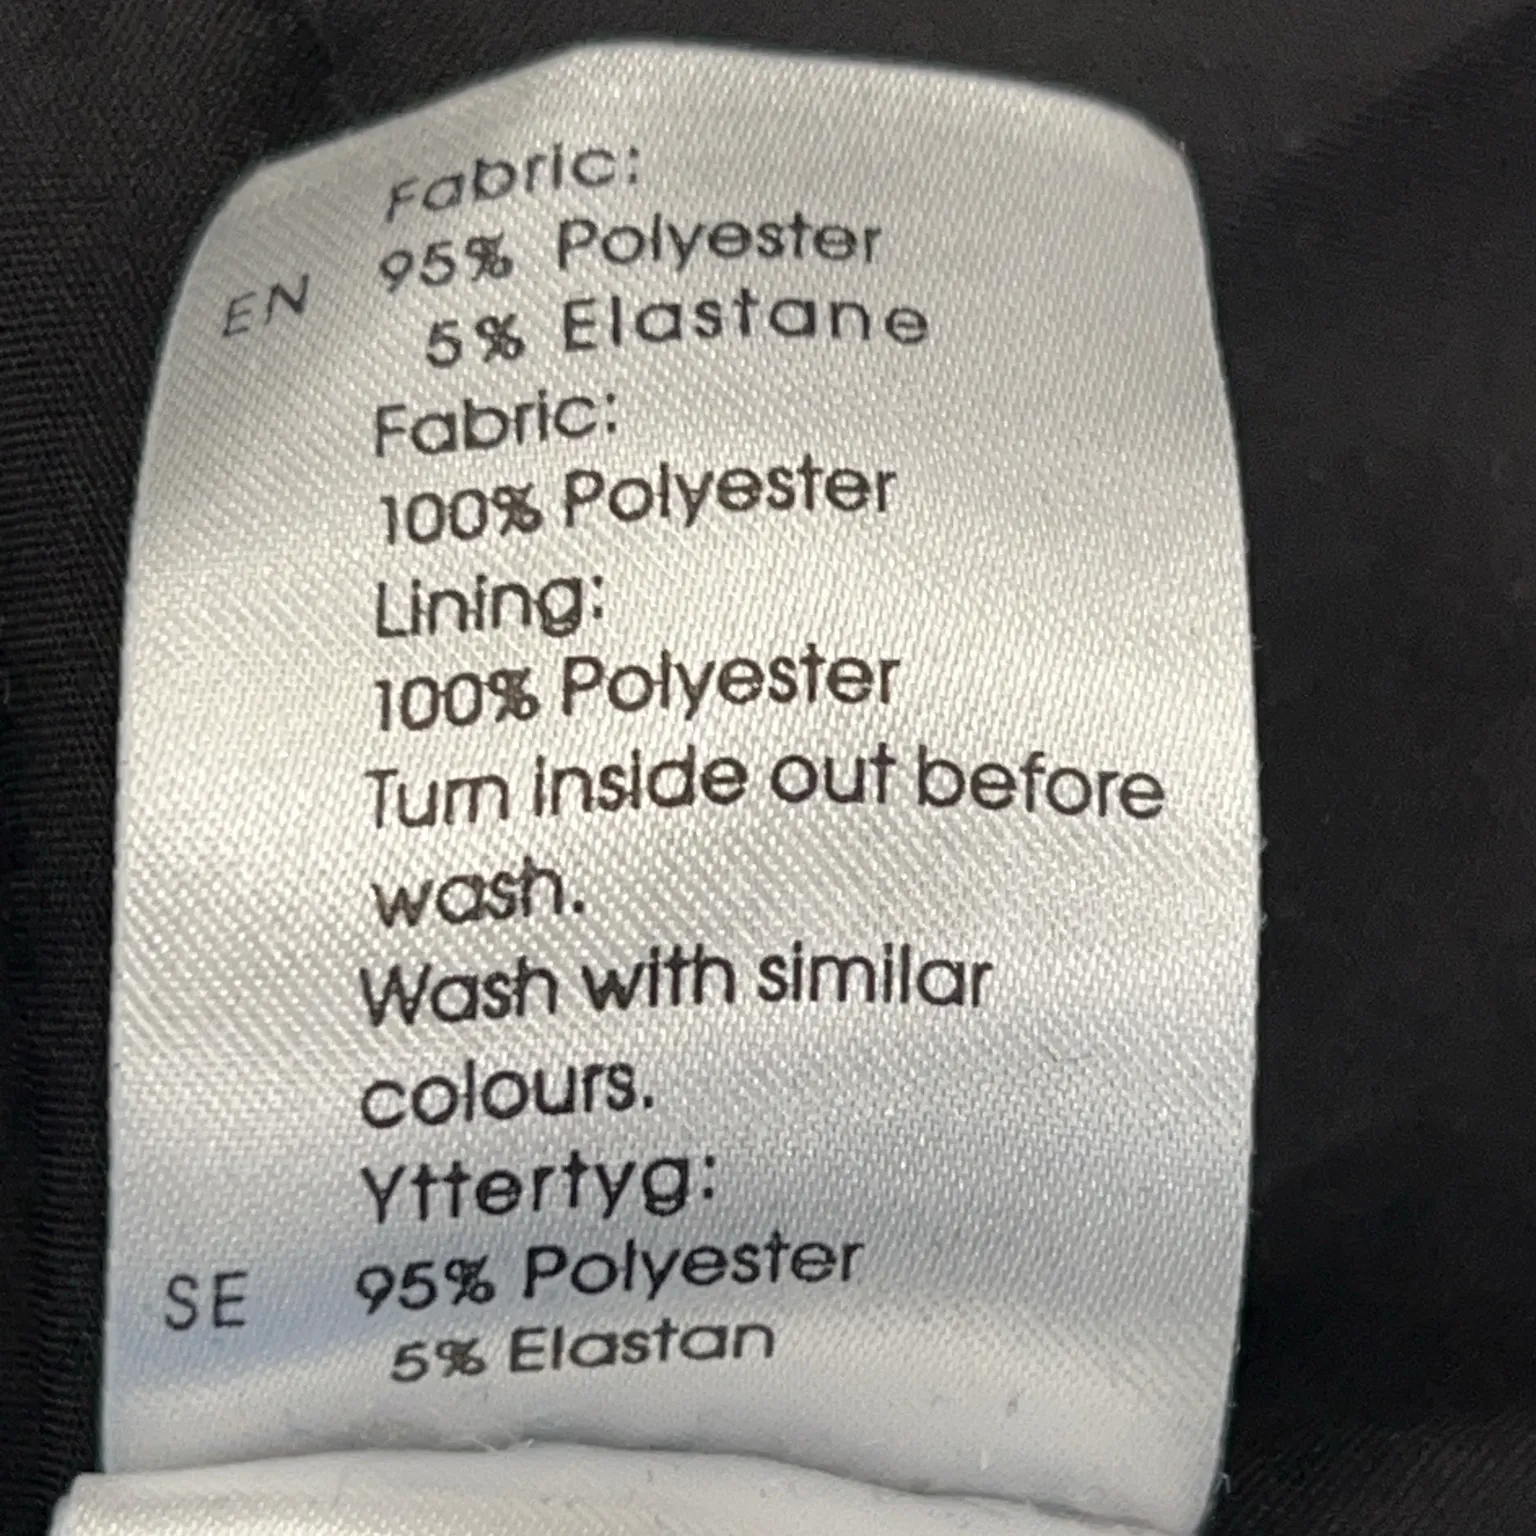 Fabric:
EN 95% Polyester
5% Elastane
Fabric:
100% Polyester
Lining:
100% Polyester
Turn inside out before
wash.
Wash with similar
colours.
Yttertyg:
SE 95% Polyester
5% Elastan